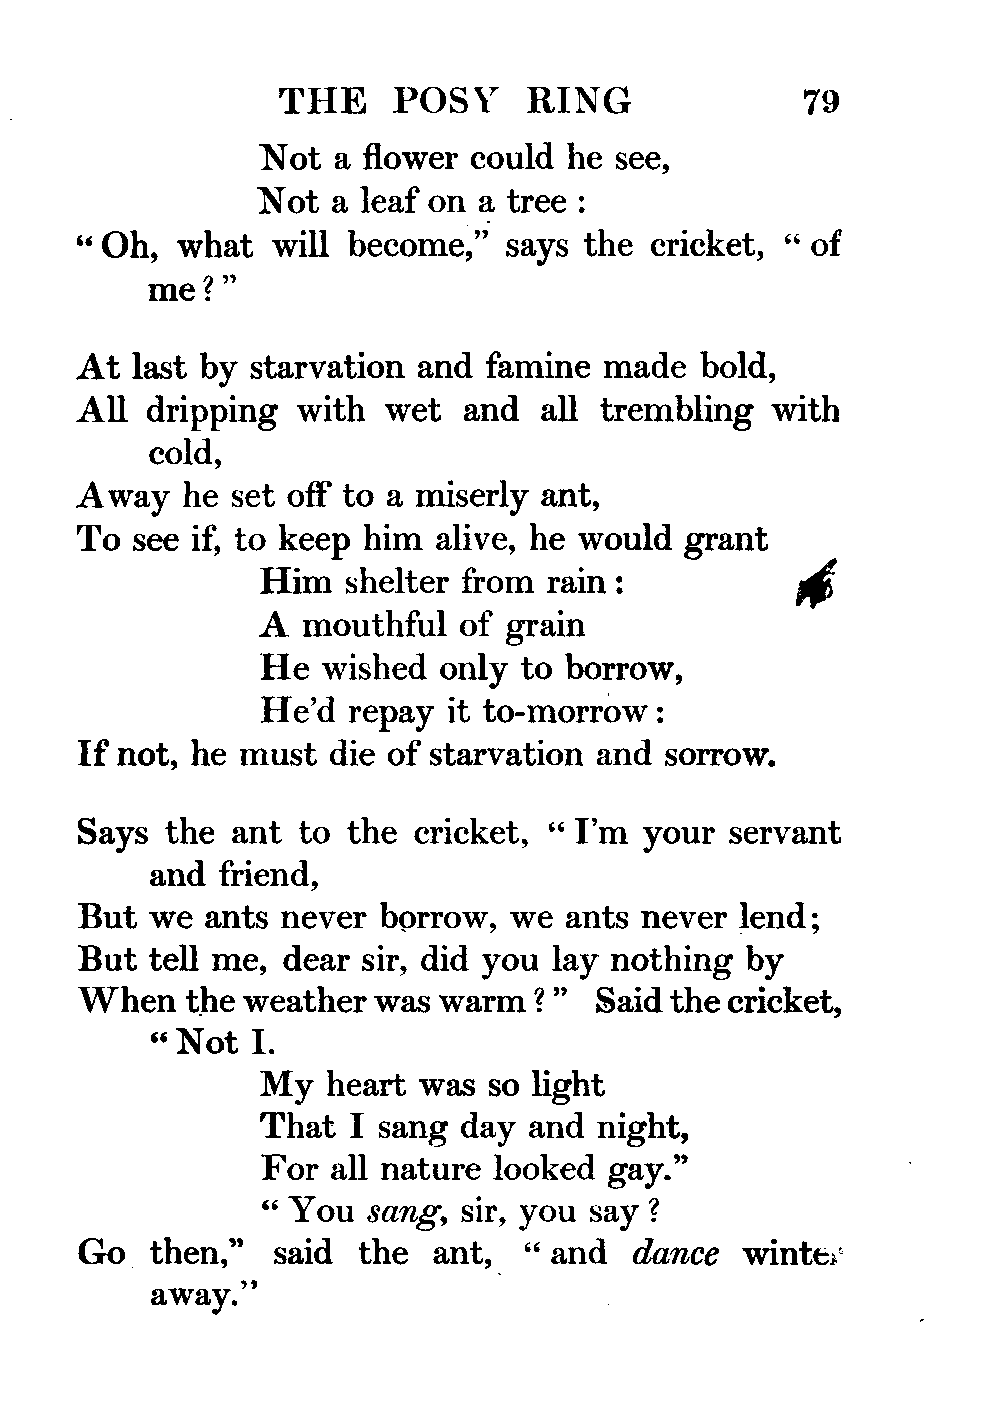 THE POSY RING 79
Not a flower could he see,
Not a leaf on a tree :
“ Oh, what will become,” says the cricket, “ of
me ? ”
At last by starvation and famine made bold,
All dripping with wet and all trembling with
cold,
Away he set off to a miserly ant,
To see if, to keep him alive, he would grant
Him shelter from rain :
A mouthful of grain
He wished only to borrow,
He’d repay it to-morrow :
If not, he must die of starvation and sorrow.
Says the ant to the cricket, “ I’m your servant
and friend,
But we ants never borrow, we ants never lend ;
But tell me, dear sir, did you lay nothing by
When the weather was warm ? ” Said the cricket,
“ Not I.
My heart was so light
That I sang day and night,
For all nature looked gay.”
“ You sang, sir, you say ?
Go then,” said the ant, “ and dance winter
away.”